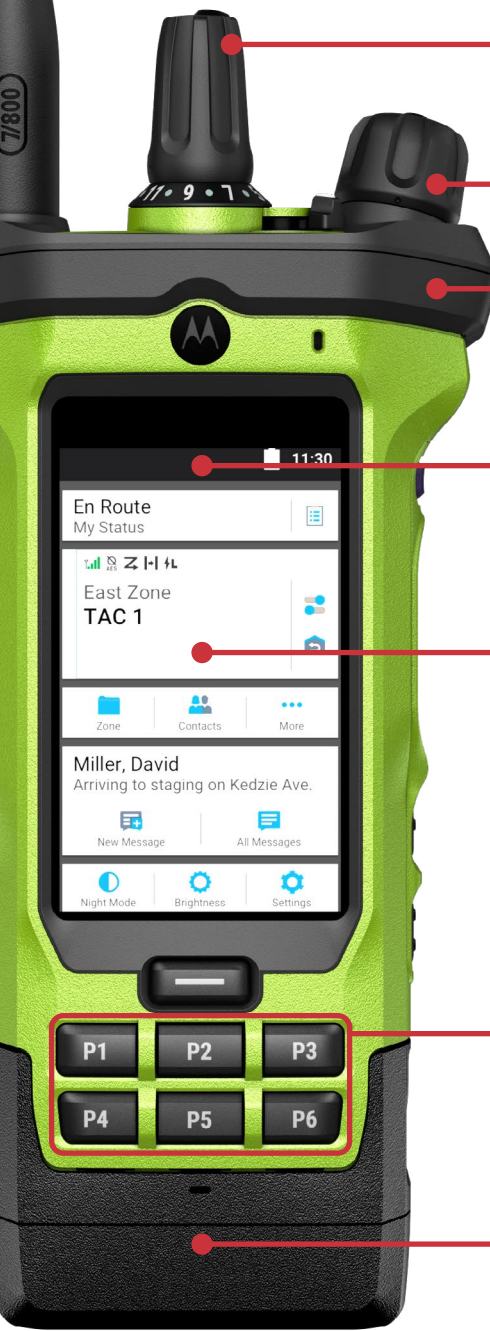 7/800
11 • 9 • 7
11:30
En Route
My Status
AES
East Zone
TAC 1
Zone
Contacts
More
Miller, David
Arriving to staging on Kedzie Ave.
New Message
All Messages
Night Mode
Brightness
Settings
P1
P2
P3
P4
P5
P6